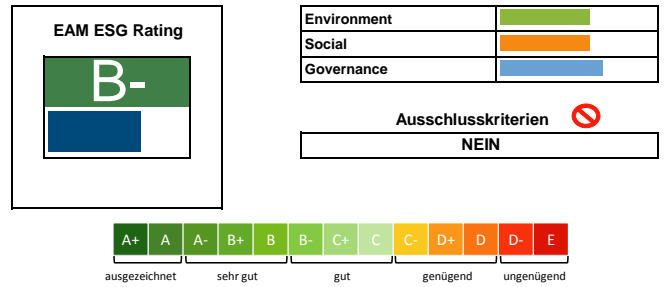 EAM ESG Rating
B-
Environment
Social
Governance
Ausschlusskriterien
NEIN
A+ A A- B+ B B- C+ C C- D+ D D- E
ausgezeichnet sehr gut gut genügend ungenügend